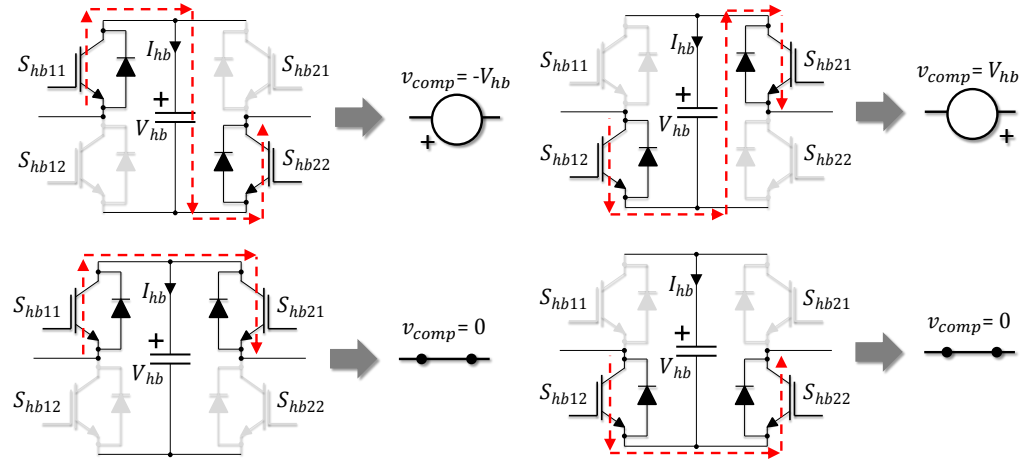 S_hb11
I_hb
S_hb21
+
V_hb
S_hb12
S_hb22
v_comp = -V_hb
+
S_hb11
I_hb
S_hb21
+
V_hb
S_hb12
S_hb22
v_comp = V_hb
+
S_hb11
I_hb
S_hb21
+
V_hb
S_hb12
S_hb22
v_comp = 0
S_hb11
I_hb
S_hb21
+
V_hb
S_hb12
S_hb22
v_comp = 0